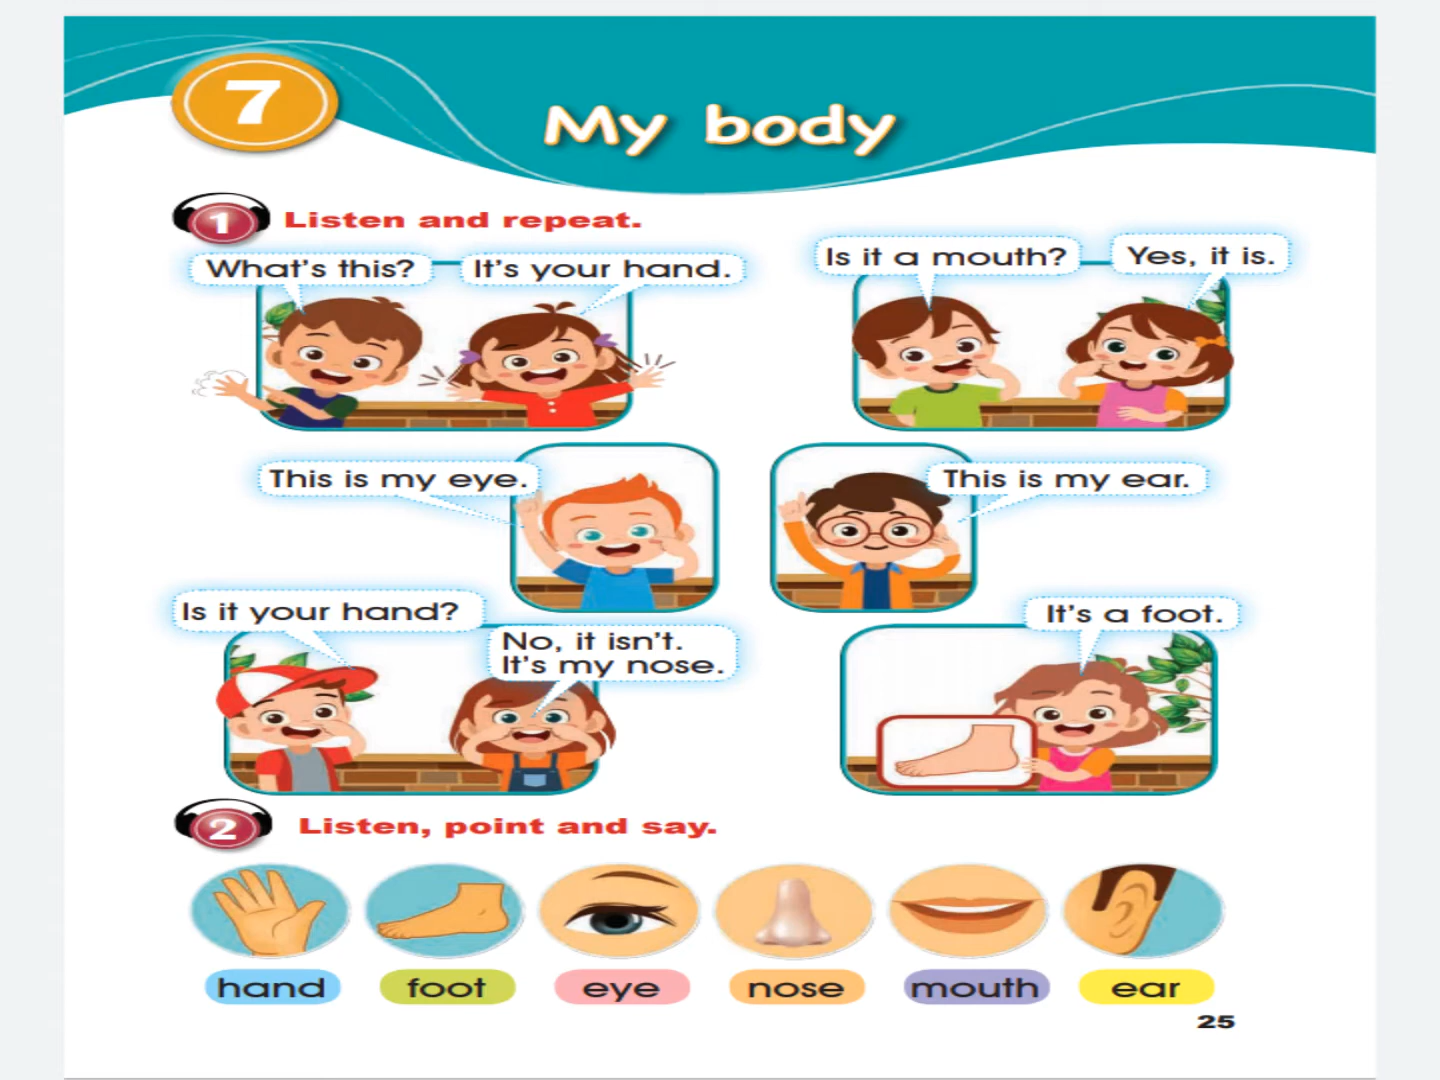 7
My body
1 Listen and repeat.
What's this?
It's your hand.
Is it a mouth?
Yes, it is.
This is my eye.
This is my ear.
Is it your hand?
No, it isn't.
It's my nose.
It's a foot.
2 Listen, point and say.
hand foot eye nose mouth ear
25